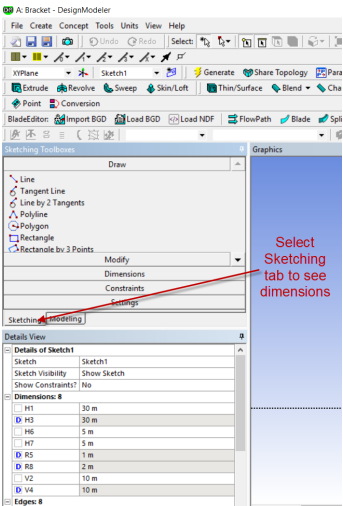 A: Bracket - DesignModeler
File Create Concept Tools Units View Help
Undo Redo Select:
XYPlane Sketch1 Generate Share Topology Para
Extrude Revolve Sweep Skin/Loft Thin/Surface Blend Cha
Point Conversion
BladeEditor: Import BGD Load BGD Load NDF FlowPath Blade Spli
Sketching Toolboxes Graphics
Draw
Line
Tangent Line
Line by 2 Tangents
Polyline
Polygon
Rectangle
Rectangle by 3 Points
Modify
Dimensions
Constraints
Settings
Sketching Modeling
Select
Sketching
tab to see
dimensions
Details View
Details of Sketch1
Sketch Sketch1
Sketch Visibility Show Sketch
Show Constraints? No
Dimensions: 8
H1 30 m
D H3 30 m
H6 5 m
H7 5 m
D R5 1 m
D R8 2 m
V2 10 m
D V4 10 m
Edges: 8